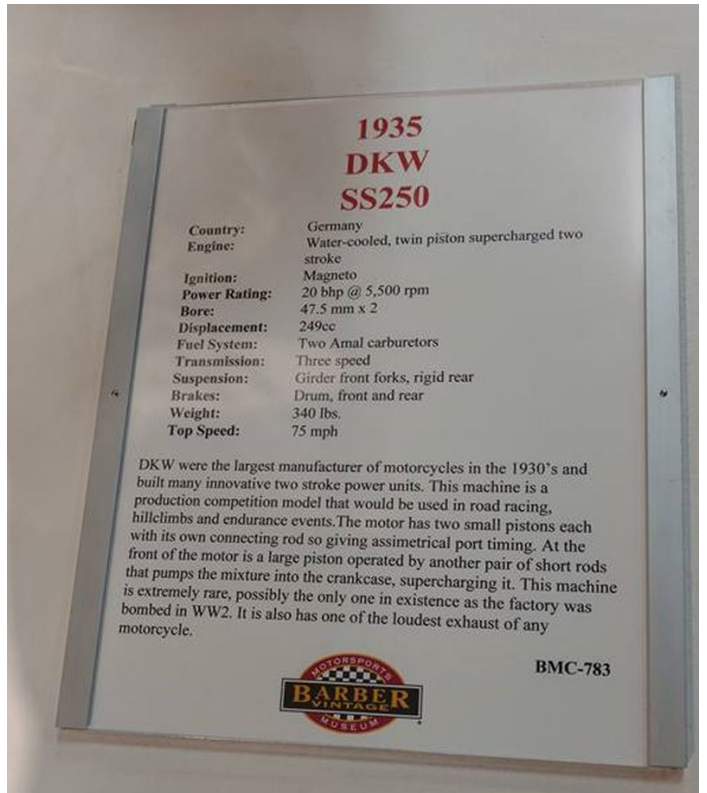 1935
DKW
SS250
Country: Germany
Engine: Water-cooled, twin piston supercharged two
stroke
Ignition: Magneto
Power Rating: 20 bhp @ 5,500 rpm
Bore: 47.5 mm x 2
Displacement: 249cc
Fuel System: Two Amal carburetors
Transmission: Three speed
Suspension: Girder front forks, rigid rear
Brakes: Drum, front and rear
Weight: 340 lbs.
Top Speed: 75 mph
DKW were the largest manufacturer of motorcycles in the 1930's and
built many innovative two stroke power units. This machine is a
production competition model that would be used in road racing,
hillclimbs and endurance events.The motor has two small pistons each
with its own connecting rod so giving assimetrical port timing. At the
front of the motor is a large piston operated by another pair of short rods
that pumps the mixture into the crankcase, supercharging it. This machine
is extremely rare, possibly the only one in existence as the factory was
bombed in WW2. It is also has one of the loudest exhaust of any
motorcycle.
BMC-783
MOTORSPORTS
BARBER
VINTAGE
MUSEUM